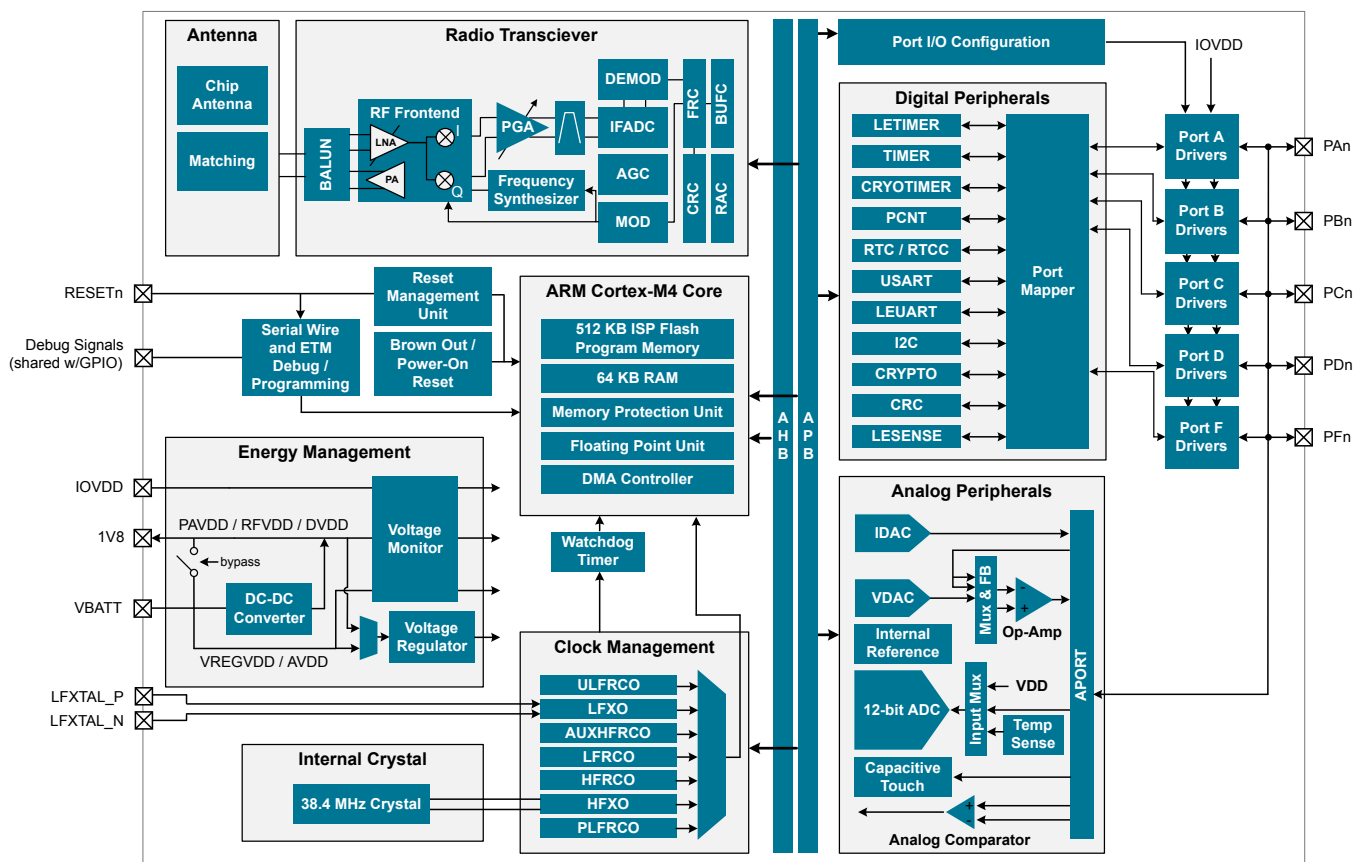 Antenna
Chip
Antenna
Matching
Radio Transciever
BALUN
RF Frontend
LNA
PA
I
Q
PGA
Frequency
Synthesizer
DEMOD
IFADC
AGC
MOD
FRC
BUFC
CRC
RAC
Port I/O Configuration
IOVDD
Digital Peripherals
LETIMER
TIMER
CRYOTIMER
PCNT
RTC / RTCC
USART
LEUART
I2C
CRYPTO
CRC
LESENSE
Port
Mapper
Port A
Drivers
Port B
Drivers
Port C
Drivers
Port D
Drivers
Port F
Drivers
PAn
PBn
PCn
PDn
PFn
RESETn
Debug Signals
(shared w/GPIO)
Reset
Management
Unit
Serial Wire
and ETM
Debug /
Programming
Brown Out /
Power-On
Reset
ARM Cortex-M4 Core
512 KB ISP Flash
Program Memory
64 KB RAM
Memory Protection Unit
Floating Point Unit
DMA Controller
A
H
B
A
P
B
Energy Management
IOVDD
1V8
VBATT
PAVDD / RFVDD / DVDD
bypass
DC-DC
Converter
Voltage
Monitor
Voltage
Regulator
VREGVDD / AVDD
Watchdog
Timer
LFXTAL_P
LFXTAL_N
Clock Management
ULFRCO
LFXO
AUXHFRCO
LFRCO
HFRCO
HFXO
PLFRCO
Internal Crystal
38.4 MHz Crystal
Analog Peripherals
IDAC
VDAC
Mux & FB
-
+
Op-Amp
Internal
Reference
12-bit ADC
Input Mux
VDD
Temp
Sense
Capacitive
Touch
+
-
Analog Comparator
APORT